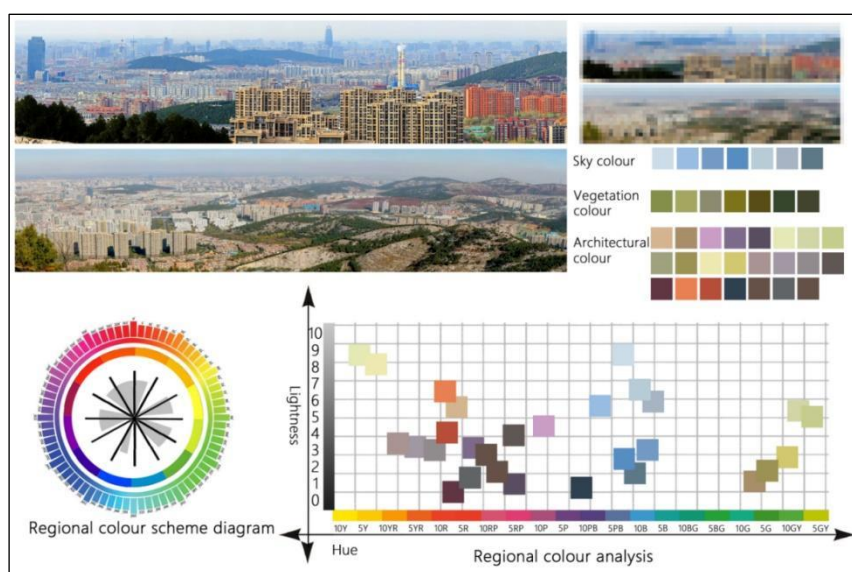 Sky colour
Vegetation
colour
Architectural
colour
10
9
8
7
6
5
4
3
2
1
0
Lightness
10Y 5Y 10YR 5YR 10R 5R 10RP 5RP 10P 5P 10PB 5PB 10B 5B 10BG 5BG 10G 5G 10GY 5GY
Hue
Regional colour analysis
Regional colour scheme diagram